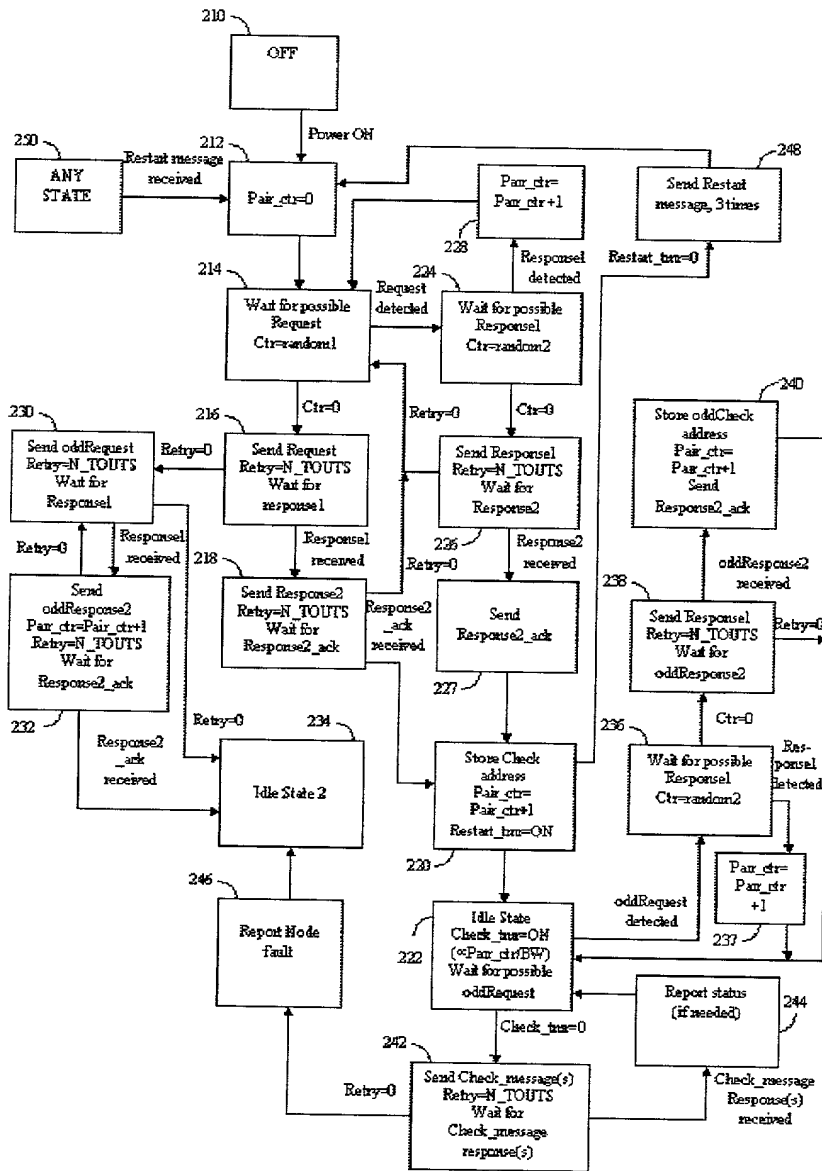 210
OFF
Power ON
250
ANY
STATE
Restart message
received
212
Pair_ctr=0
Pair_ctr=
Pair_ctr+1
228
248
Send Restart
message, 3 times
Restart_tmr=0
214
Wait for possible
Request
Ctr=random1
Request
detected
224
Response1
detected
Wait for possible
Response1
Ctr=random2
230
Send oddRequest
Retry=N_TOUTS
Wait for
Response1
Retry=0
216
Ctr=0
Send Request
Retry=N_TOUTS
Wait for
response1
Retry=0
Ctr=0
Send Response1
Retry=N_TOUTS
Wait for
Response2
226
240
Store oddCheck
address
Pair_ctr=
Pair_ctr+1
Send
Response2_ack
Retry=0
Response1
received
218
Response1
received
Retry=0
Response2
received
oddResponse2
received
Send
oddResponse2
Pair_ctr=Pair_ctr+1
Retry=N_TOUTS
Wait for
Response2_ack
232
Send Response2
Retry=N_TOUTS
Wait for
Response2_ack
Response2
_ack
received
Send
Response2_ack
227
238
Send Response1
Retry=N_TOUTS
Wait for
oddResponse2
Retry=0
Response2
_ack
received
Retry=0
234
Idle State 2
Store Check
address
Pair_ctr=
Pair_ctr+1
Restart_tmr=ON
220
236
Ctr=0
Wait for possible
Response1
Ctr=random2
Res-
ponse1
detected
246
Report Node
fault
222
Idle State
Check_tmr=ON
(∝Pair_ctr/BW)
Wait for possible
oddRequest
oddRequest
detected
Pair_ctr=
Pair_ctr
+1
237
Report status
(if needed)
244
242
Check_tmr=0
Retry=0
Send Check_message(s)
Retry=N_TOUTS
Wait for
Check_message
response(s)
Check_message
Response(s)
received